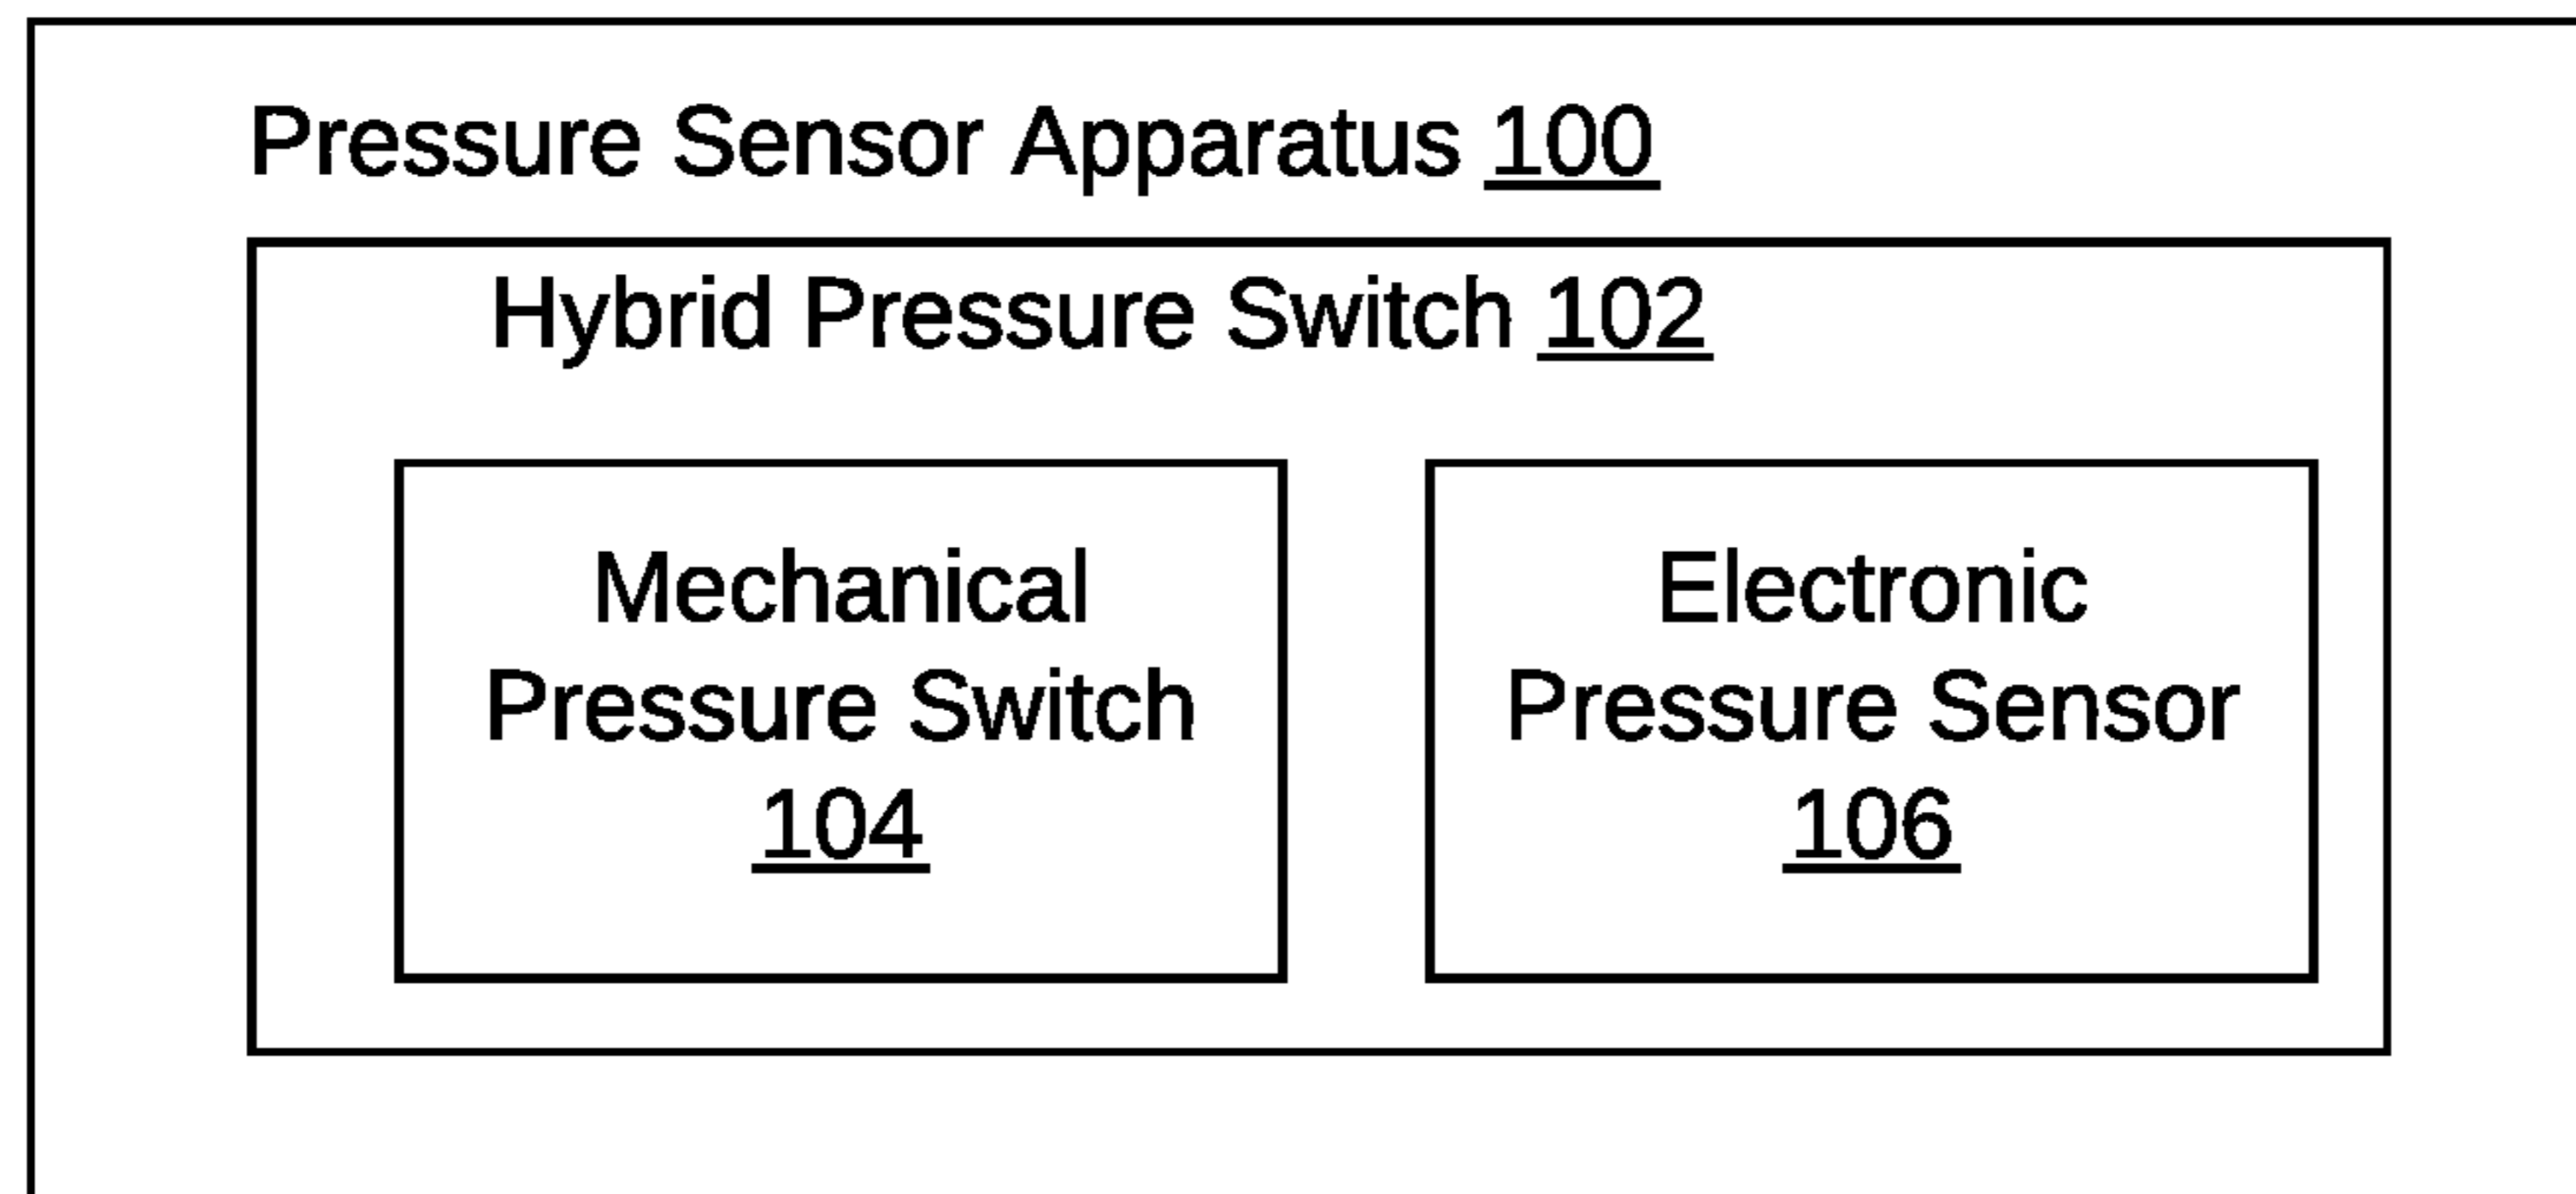 Pressure Sensor Apparatus 100
Hybrid Pressure Switch 102
Mechanical
Pressure Switch
104
Electronic
Pressure Sensor
106